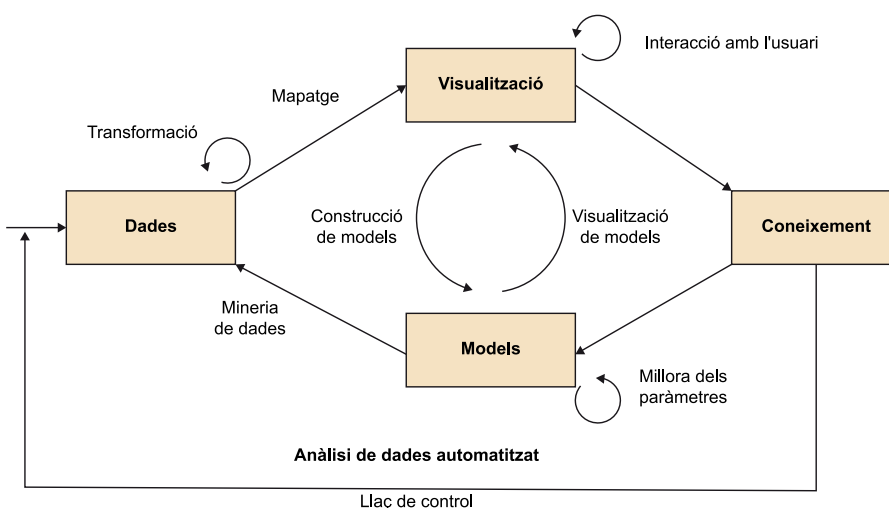 Interacció amb l'usuari
Visualització
Mapatge
Transformació
Dades
Construcció
de models
Visualització
de models
Coneixement
Mineria
de dades
Models
Millora dels
paràmetres
Anàlisi de dades automatitzat
Llaç de control